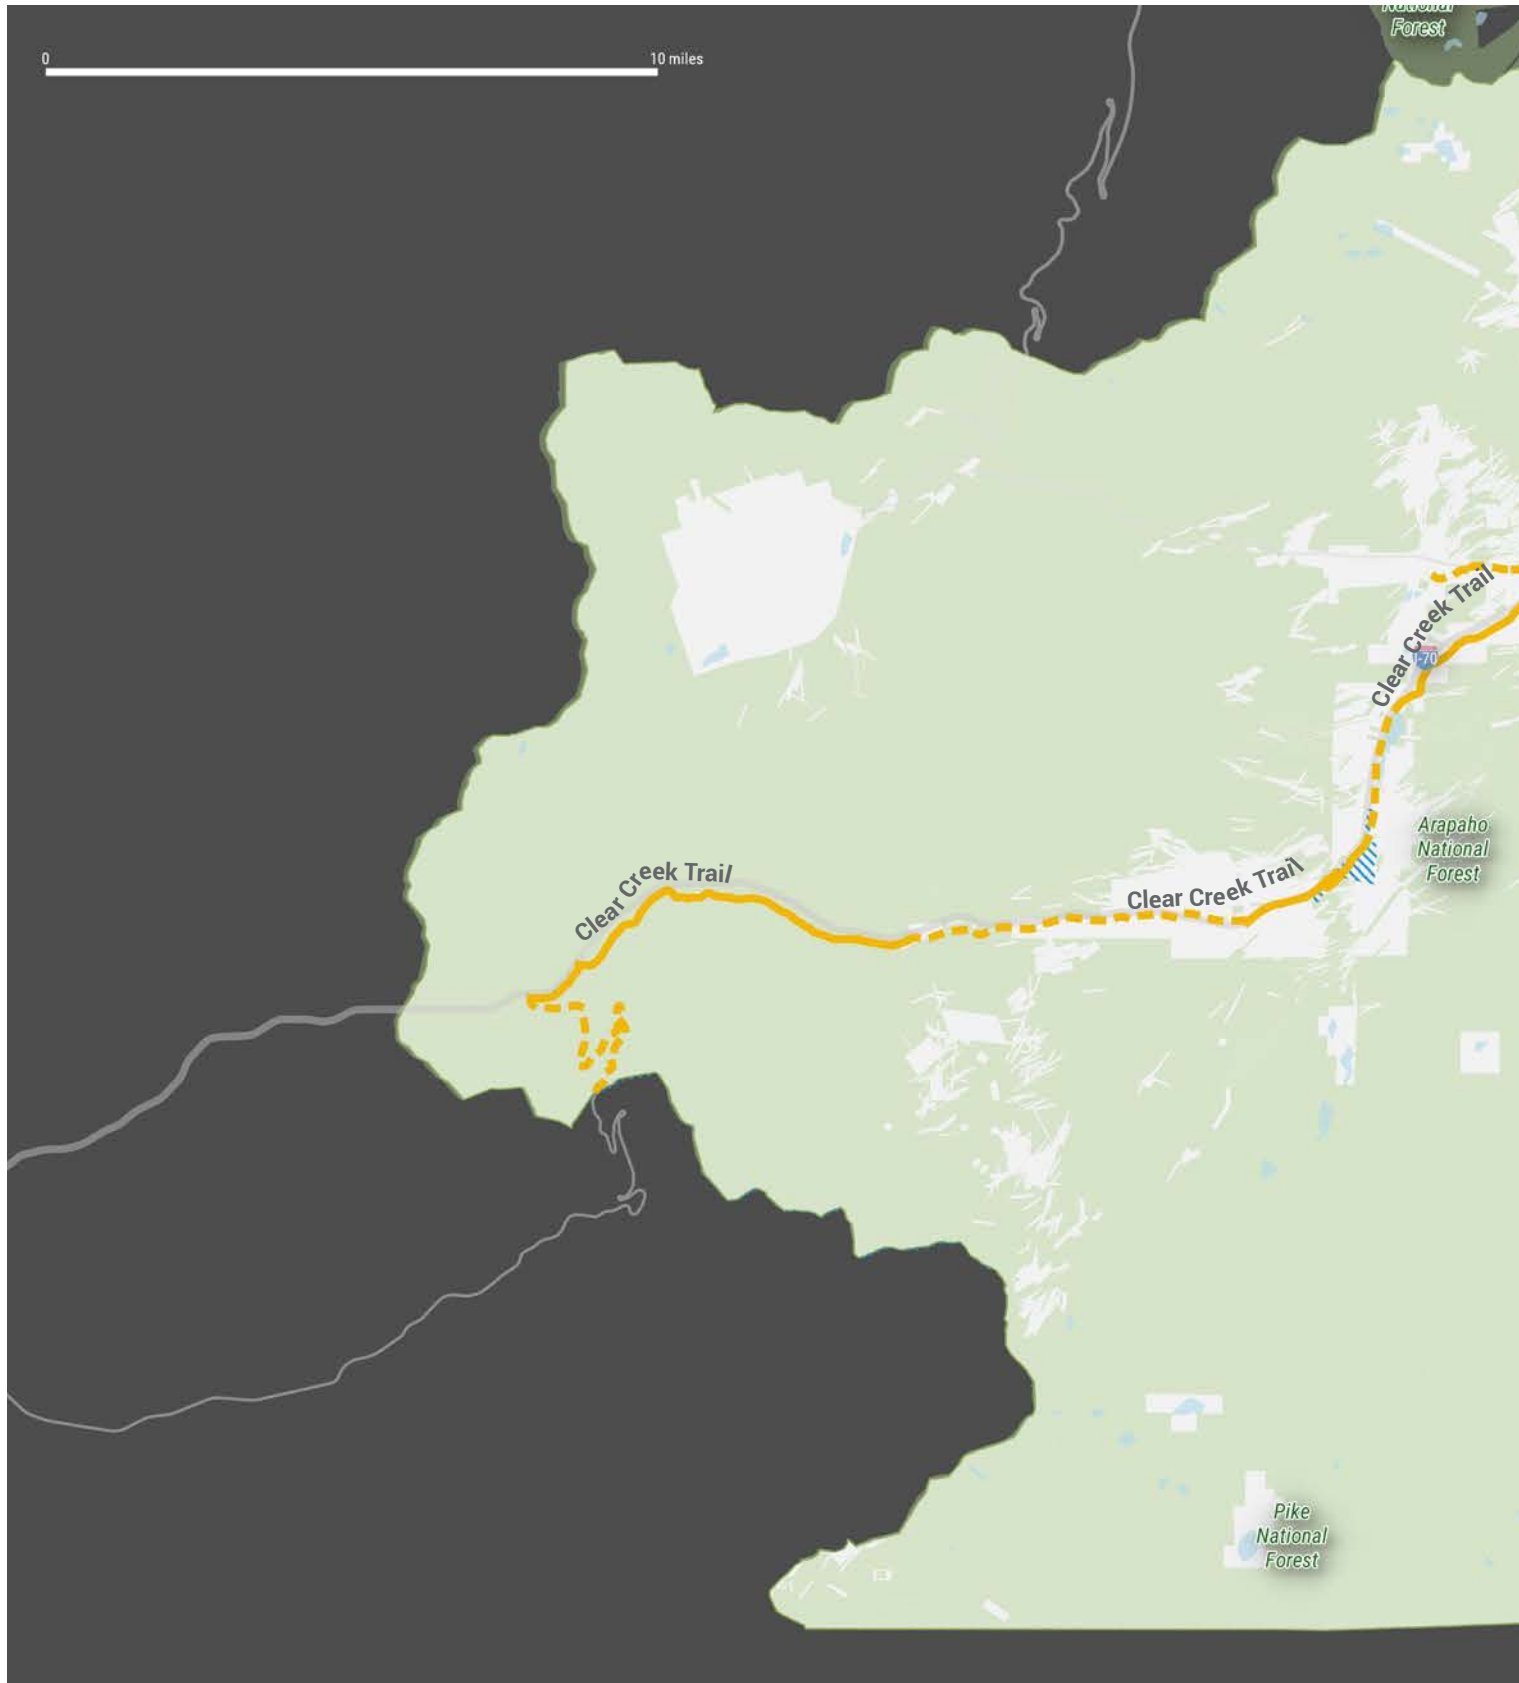 National
Forest
0
10 miles
Clear Creek Trail
I-70
Arapaho
National
Forest
Clear Creek Trail
Clear Creek Trail
Pike
National
Forest